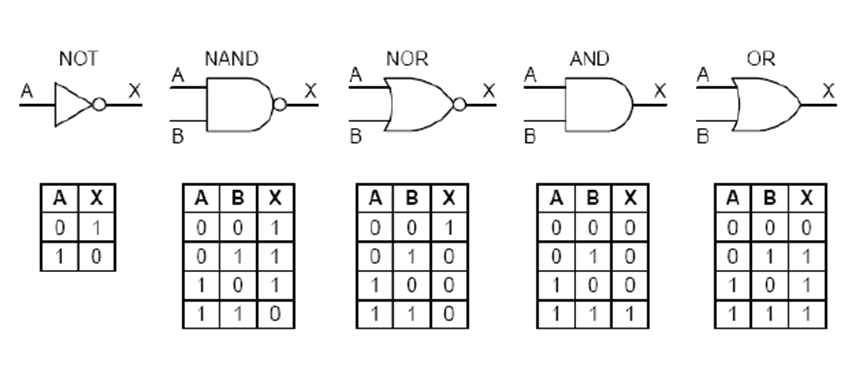 NOT NAND NOR AND OR
A X A X A X A X A X
B B B B
A X A B X A B X A B X A B X
0 1 0 0 1 0 0 1 0 0 0 0 0 0
1 0 0 1 1 0 1 0 0 1 0 0 1 1
1 0 1 1 0 0 1 0 0 1 0 1
1 1 0 1 1 0 1 1 1 1 1 1